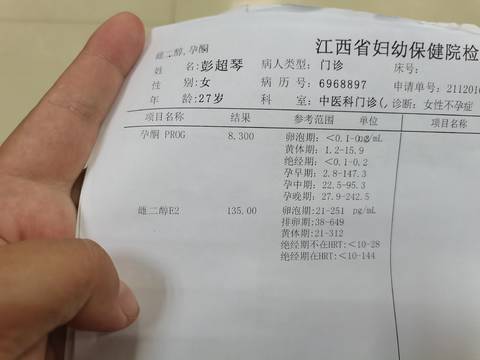 雌二醇、孕酮 江西省妇幼保健院检
姓 名:彭超琴 病人类型: 门诊 床号:
性 别:女 病 历 号: 6968897 申请单号: 2112016
年 龄:27岁 科 室: 中医科门诊(, 诊断: 女性不孕症
项目名称 结果 参考范围 单位 项目名称
孕酮 PROG 8.300 卵泡期: <0.1-0. ng/mL
黄体期: 1.2-15.9
绝经期: <0.1-0.2
孕早期: 2.8-147.3
孕中期: 22.5-95.3
孕晚期: 27.9-242.5
雌二醇E2 135.00 卵泡期:21-251 pg/mL
排卵期:38-649
黄体期:21-312
绝经期不在HRT:<10-28
绝经期在HRT:<10-144